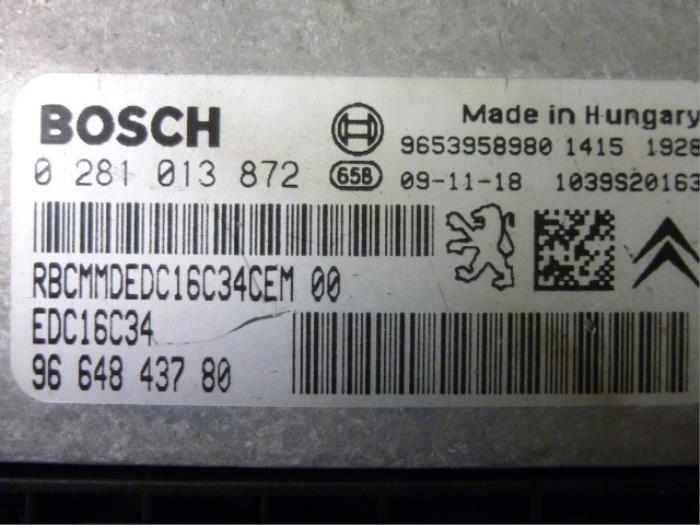 BOSCH
Made in Hungary
9653958980 1415 1928
0 281 013 872
65B
09-11-18 1039S20163
RBCMMDEDC16C34CEM 00
EDC16C34
96 648 437 80